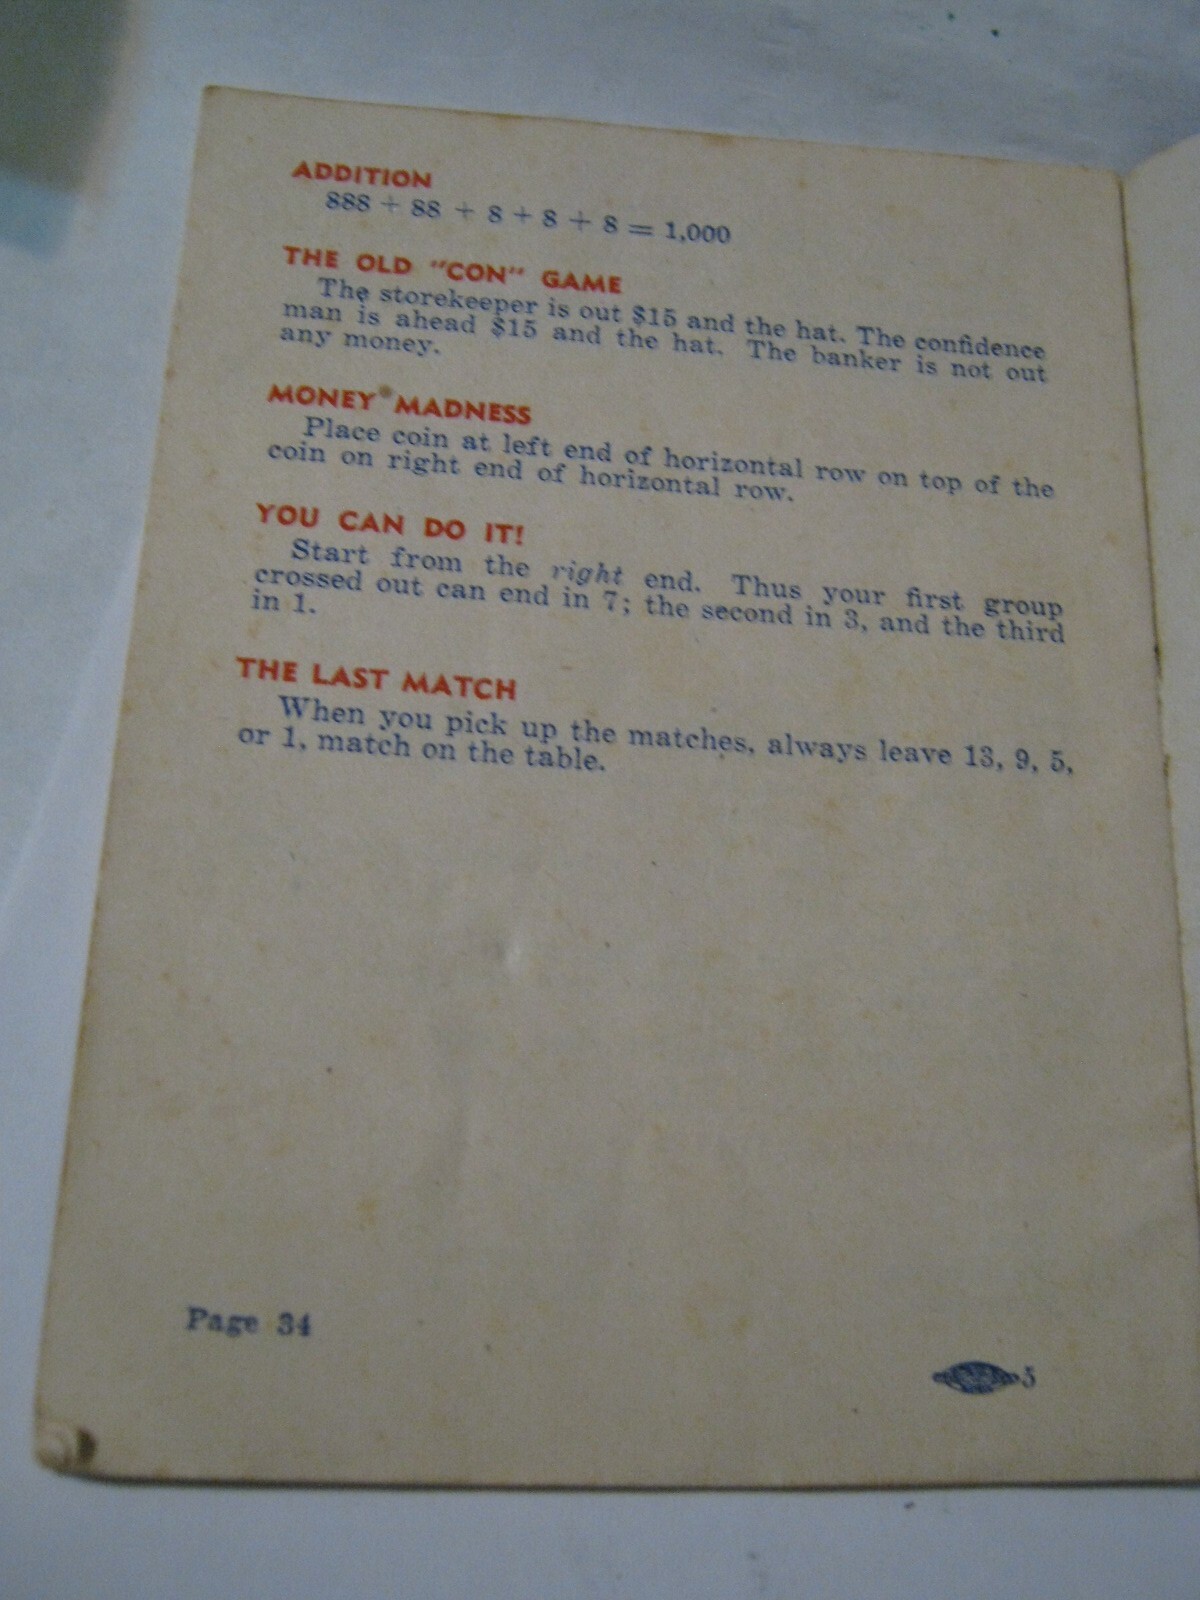 ADDITION
888 + 88 + 8 + 8 + 8 = 1,000
THE OLD "CON" GAME
The storekeeper is out $15 and the hat. The confidence
man is ahead $15 and the hat. The banker is not out
any money.
MONEY MADNESS
Place coin at left end of horizontal row on top of the
coin on right end of horizontal row.
YOU CAN DO IT!
Start from the right end. Thus your first group
crossed out can end in 7; the second in 3, and the third
in 1.
THE LAST MATCH
When you pick up the matches, always leave 13, 9, 5,
or 1, match on the table.
Page 34
5